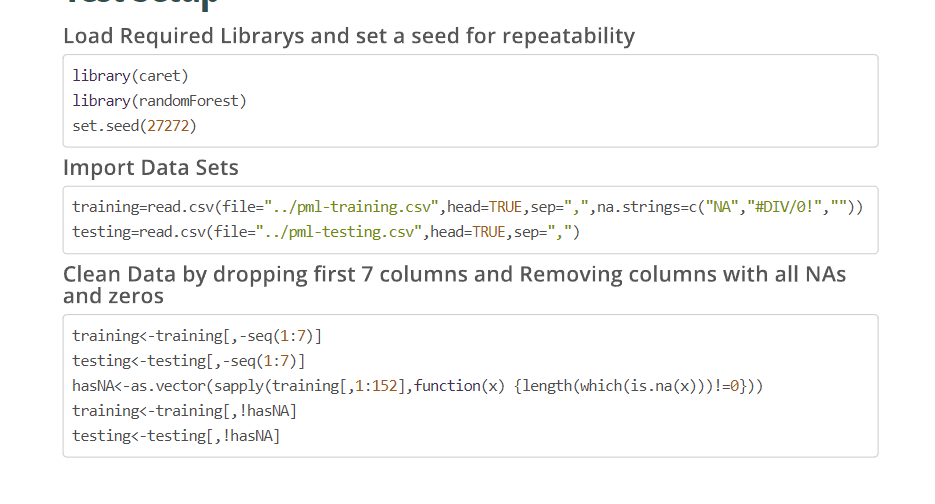 Test Setup
Load Required Librarys and set a seed for repeatability
library(caret)
library(randomForest)
set.seed(27272)
Import Data Sets
training=read.csv(file="../pml-training.csv",head=TRUE,sep=",",na.strings=c("NA","#DIV/0!",""))
testing=read.csv(file="../pml-testing.csv",head=TRUE,sep=",")
Clean Data by dropping first 7 columns and Removing columns with all NAs
and zeros
training<-training[,-seq(1:7)]
testing<-testing[,-seq(1:7)]
hasNA<-as.vector(sapply(training[,1:152],function(x) {length(which(is.na(x)))!=0}))
training<-training[,!hasNA]
testing<-testing[,!hasNA]